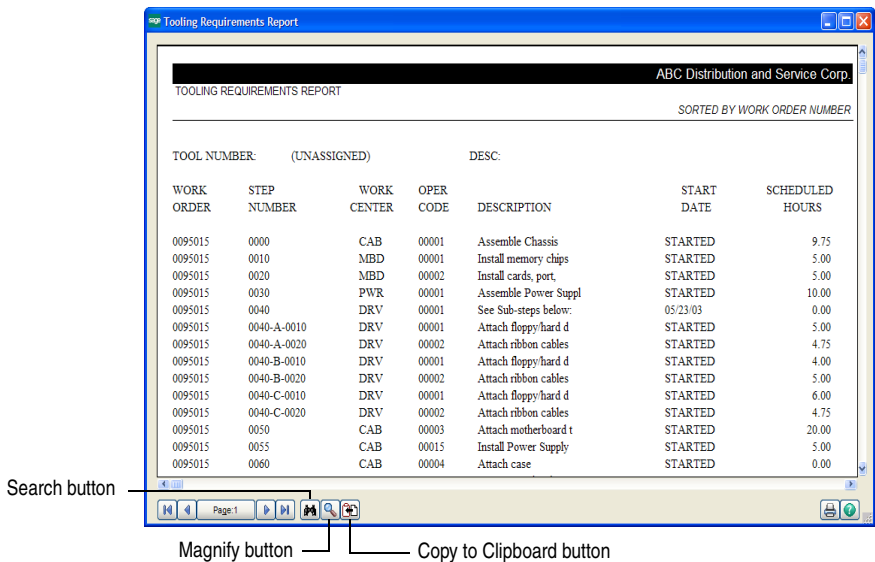 sage Tooling Requirements Report
ABC Distribution and Service Corp.
TOOLING REQUIREMENTS REPORT
SORTED BY WORK ORDER NUMBER
TOOL NUMBER: (UNASSIGNED) DESC:
WORK STEP WORK OPER START SCHEDULED
ORDER NUMBER CENTER CODE DESCRIPTION DATE HOURS
0095015 0000 CAB 00001 Assemble Chassis STARTED 9.75
0095015 0010 MBD 00001 Install memory chips STARTED 5.00
0095015 0020 MBD 00002 Install cards, port, STARTED 5.00
0095015 0030 PWR 00001 Assemble Power Suppl STARTED 10.00
0095015 0040 DRV 00001 See Sub-steps below: 05/23/03 0.00
0095015 0040-A-0010 DRV 00001 Attach floppy/hard d STARTED 5.00
0095015 0040-A-0020 DRV 00002 Attach ribbon cables STARTED 4.75
0095015 0040-B-0010 DRV 00001 Attach floppy/hard d STARTED 4.00
0095015 0040-B-0020 DRV 00002 Attach ribbon cables STARTED 5.00
0095015 0040-C-0010 DRV 00001 Attach floppy/hard d STARTED 6.00
0095015 0040-C-0020 DRV 00002 Attach ribbon cables STARTED 4.75
0095015 0050 CAB 00003 Attach motherboard t STARTED 20.00
0095015 0055 CAB 00015 Install Power Supply STARTED 5.00
0095015 0060 CAB 00004 Attach case STARTED 0.00
Search button
Page:1
Magnify button
Copy to Clipboard button